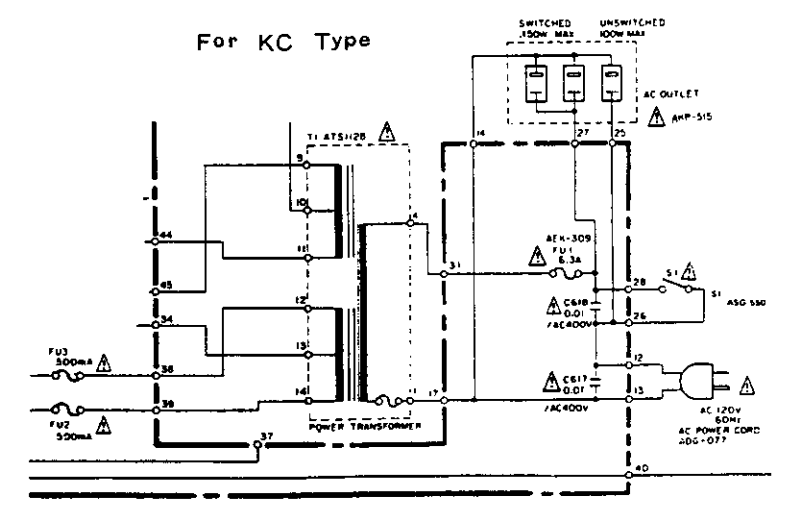 For KC Type
SWITCHED
150W MAX
UNSWITCHED
100W MAX
AC OUTLET
AKP-515
T1 ATS1128
14
27
25
9
10
11
4
44
45
34
12
13
14
31
AEK-309
FU1
6.3A
28
S1
S1
ASG 550
26
C618
0.01
/AC400V
FU3
500mA
38
39
FU2
500mA
1
17
C617
0.01
/AC400V
12
13
AC 120V
60Hz
AC POWER CORD
ADG-077
POWER TRANSFORMER
37
40